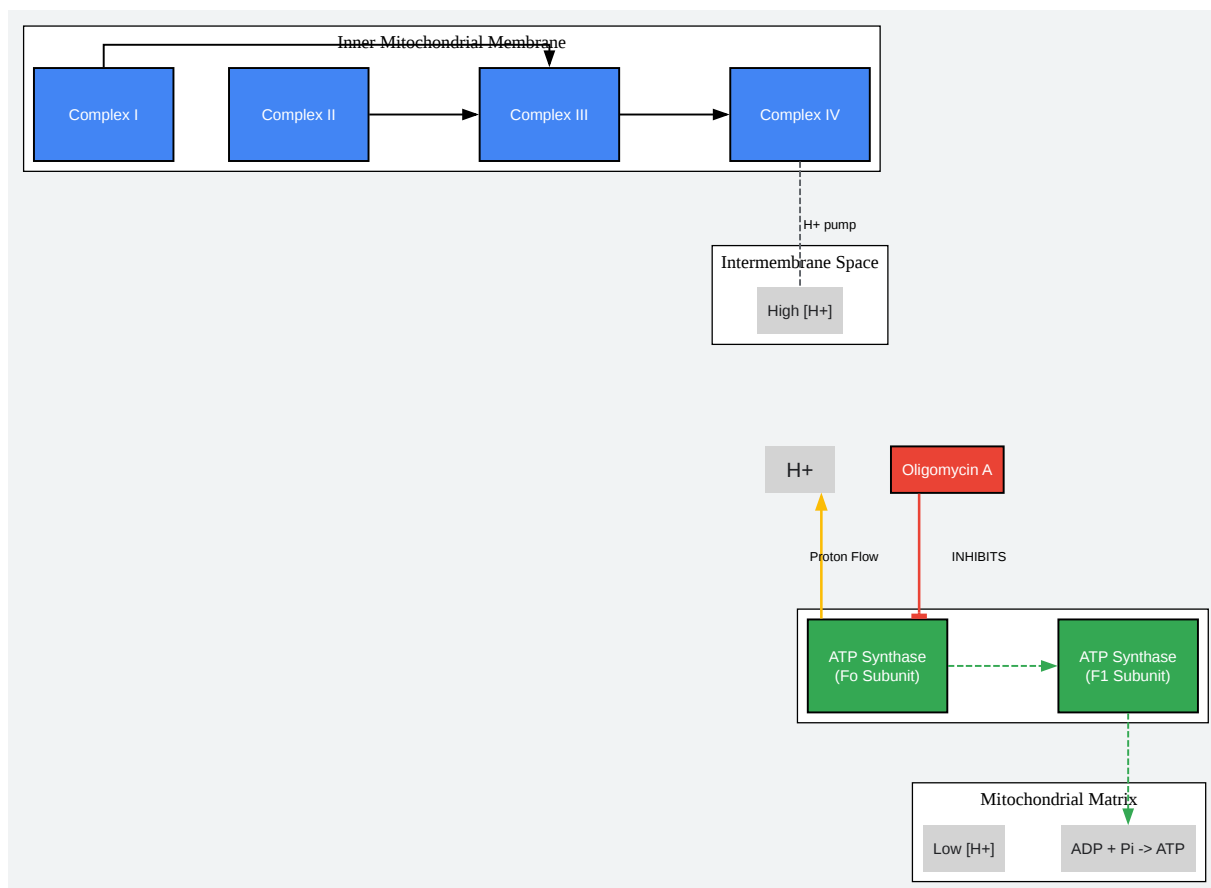 Inner Mitochondrial Membrane
Complex I
Complex II
Complex III
Complex IV
H+ pump
Intermembrane Space
High [H+]
H+
Oligomycin A
Proton Flow
INHIBITS
ATP Synthase
(Fo Subunit)
ATP Synthase
(F1 Subunit)
Mitochondrial Matrix
Low [H+]
ADP + Pi -> ATP